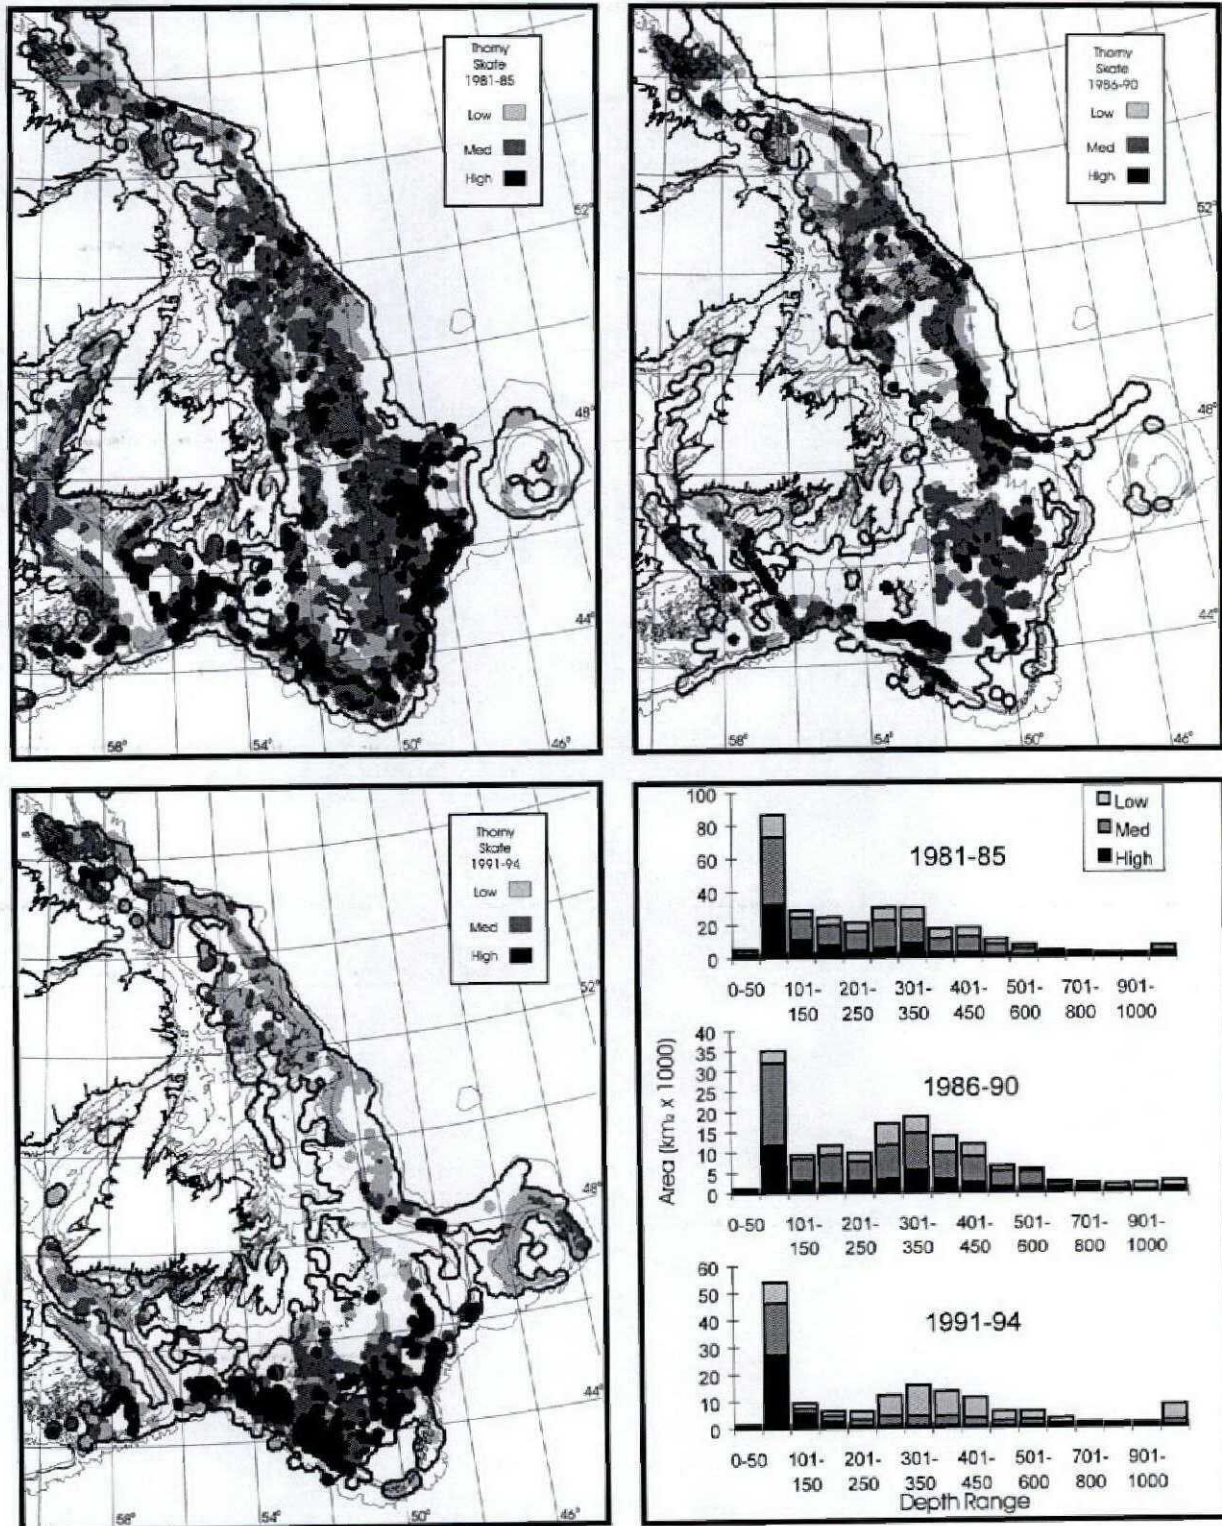 Thorny
Skate
1981-85
Low
Med
High
52°
48°
44°
58°
54°
50°
46°
Thorny
Skate
1986-90
Low
Med
High
52°
48°
44°
58°
54°
50°
46°
Thorny
Skate
1991-94
Low
Med
High
52°
48°
44°
58°
54°
50°
46°
Low
Med
High
1981-85
100
80
60
40
20
0
0-50 101- 201- 301- 401- 501- 701- 901-
150 250 350 450 600 800 1000
Area (km2 x 1000)
1986-90
40
35
30
25
20
15
10
5
0
0-50 101- 201- 301- 401- 501- 701- 901-
150 250 350 450 600 800 1000
1991-94
60
50
40
30
20
10
0
0-50 101- 201- 301- 401- 501- 701- 901-
150 250 350 450 600 800 1000
Depth Range